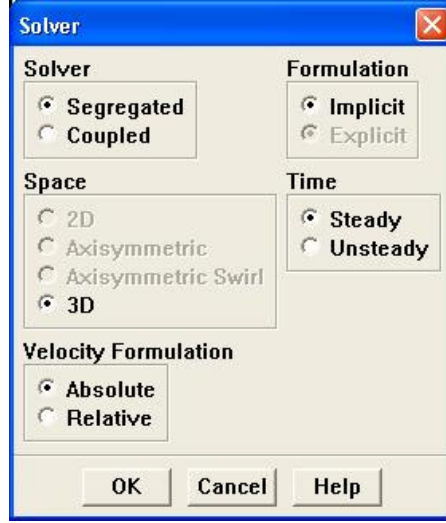 Solver
Solver
Segregated
Coupled
Formulation
Implicit
Explicit
Space
2D
Axisymmetric
Axisymmetric Swirl
3D
Time
Steady
Unsteady
Velocity Formulation
Absolute
Relative
OK Cancel Help